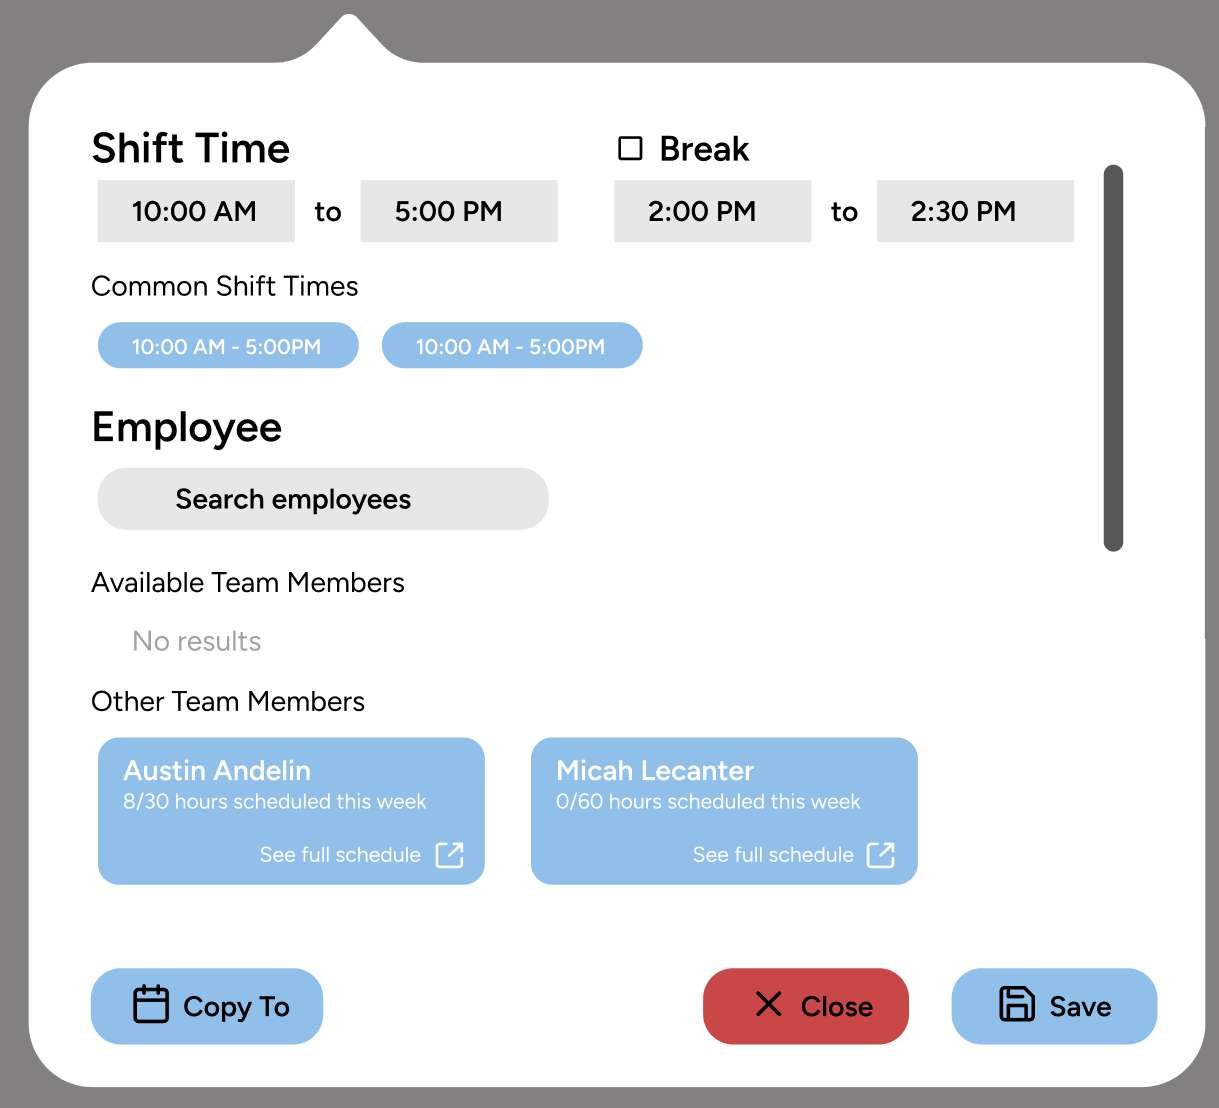 Shift Time
Break
10:00 AM to 5:00 PM
2:00 PM to 2:30 PM
Common Shift Times
10:00 AM - 5:00PM
10:00 AM - 5:00PM
Employee
Search employees
Available Team Members
No results
Other Team Members
Austin Andelin
8/30 hours scheduled this week
See full schedule
Micah Lecanter
0/60 hours scheduled this week
See full schedule
Copy To
Close
Save